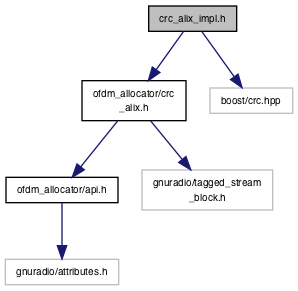 crc_alix_impl.h
ofdm_allocator/crc
_alix.h
boost/crc.hpp
ofdm_allocator/api.h
gnuradio/tagged_stream
_block.h
gnuradio/attributes.h